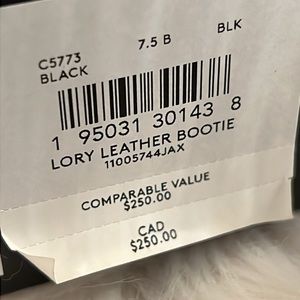 C5773 7.5 B BLK
BLACK
1 95031 30143 8
LORY LEATHER BOOTIE
11005744JAX
COMPARABLE VALUE
$250.00
CAD
$250.00